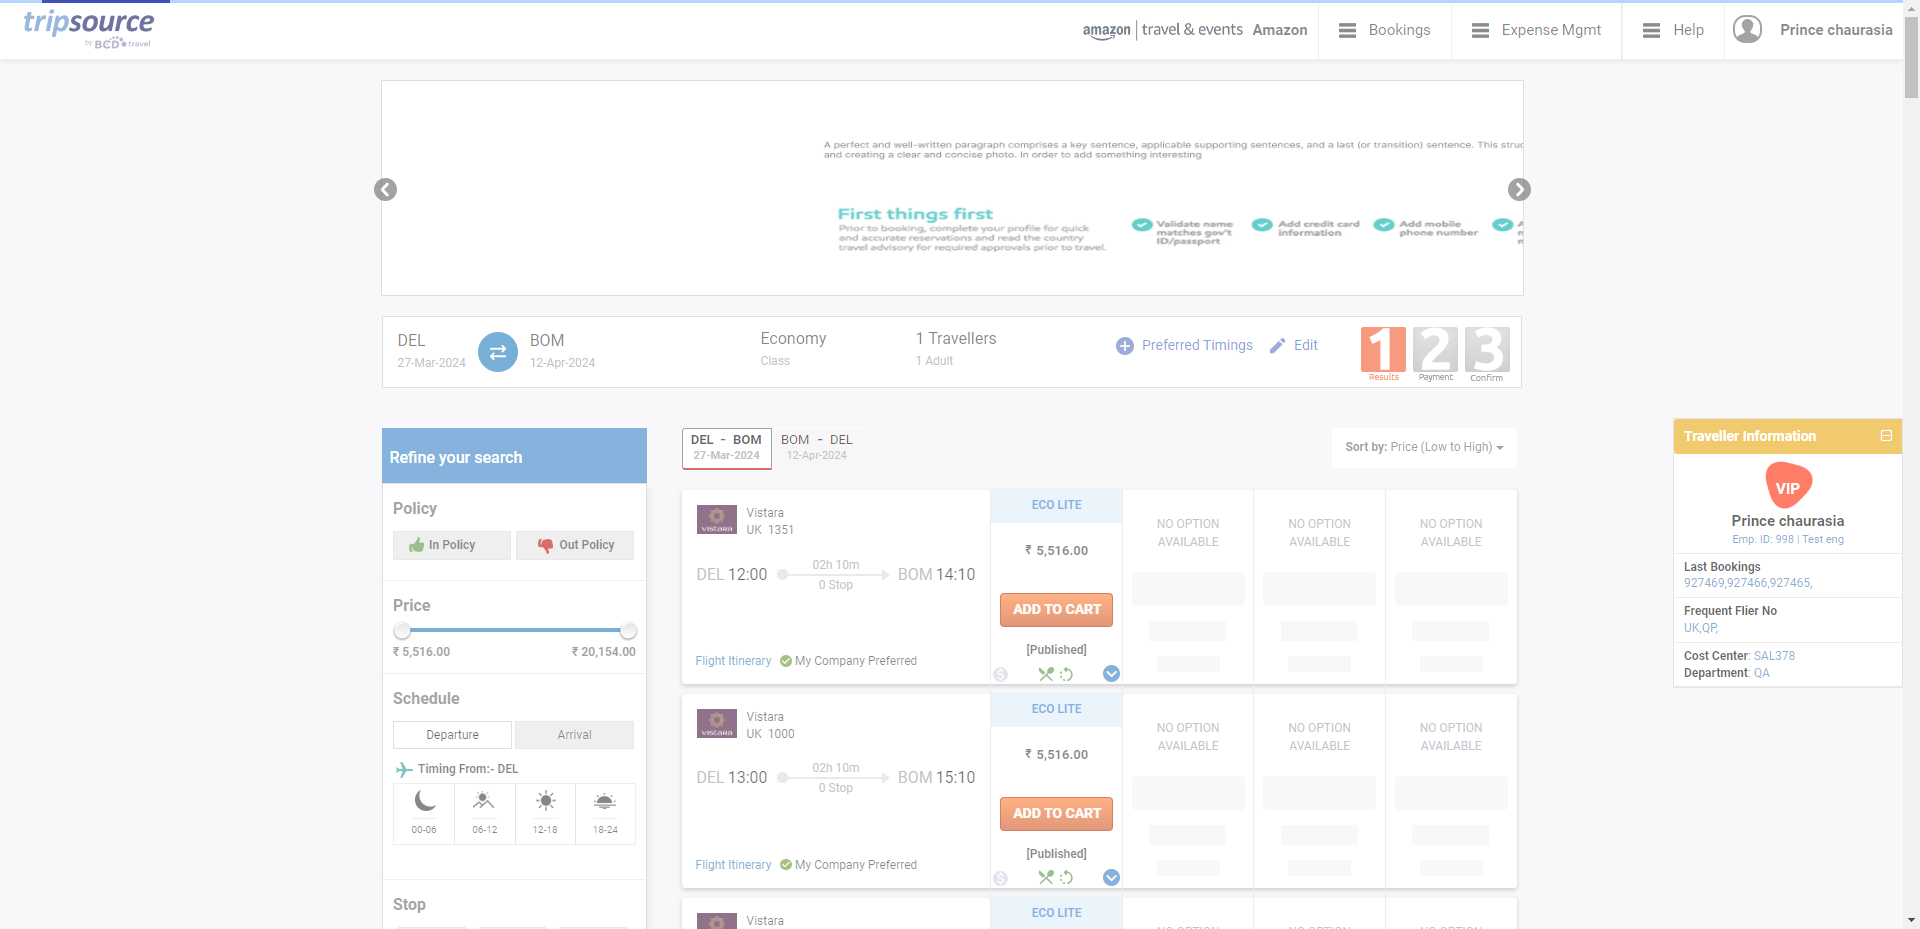 tripsource
by BCD travel
amazon | travel & events Amazon
Bookings
Expense Mgmt
Help
Prince chaurasia
A perfect and well-written paragraph comprises a key sentence, applicable supporting sentences, and a last (or transition) sentence. This struc
and creating a clear and concise photo. In order to add something interesting
First things first
Prior to booking, complete your profile for quick
and accurate reservations and read the country
travel advisory for required approvals prior to travel.
Validate name
matches gov't
ID/passport
Add credit card
information
Add mobile
phone number
DEL
27-Mar-2024
BOM
12-Apr-2024
Economy
Class
1 Travellers
1 Adult
Preferred Timings
Edit
1
Results
2
Payment
3
Confirm
Refine your search
Policy
In Policy
Out Policy
Price
₹ 5,516.00
₹ 20,154.00
Schedule
Departure
Arrival
Timing From:- DEL
00-06
06-12
12-18
18-24
Stop
DEL - BOM
27-Mar-2024
BOM - DEL
12-Apr-2024
Sort by: Price (Low to High)
VISTARA
Vistara
UK 1351
DEL 12:00
02h 10m
0 Stop
BOM 14:10
Flight Itinerary
My Company Preferred
ECO LITE
₹ 5,516.00
ADD TO CART
[Published]
NO OPTION
AVAILABLE
NO OPTION
AVAILABLE
NO OPTION
AVAILABLE
VISTARA
Vistara
UK 1000
DEL 13:00
02h 10m
0 Stop
BOM 15:10
Flight Itinerary
My Company Preferred
ECO LITE
₹ 5,516.00
ADD TO CART
[Published]
NO OPTION
AVAILABLE
NO OPTION
AVAILABLE
NO OPTION
AVAILABLE
Vistara
ECO LITE
Traveller Information
VIP
Prince chaurasia
Emp. ID: 998 | Test eng
Last Bookings
927469,927466,927465,
Frequent Flier No
UK,QP,
Cost Center: SAL378
Department: QA